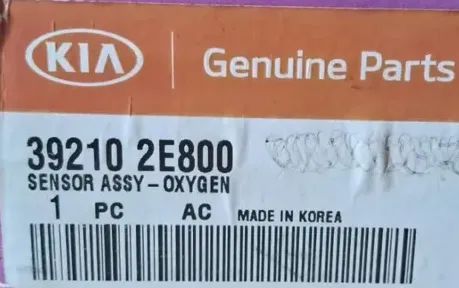 KIA Genuine Parts
39210 2E800
SENSOR ASSY-OXYGEN
1 PC AC MADE IN KOREA